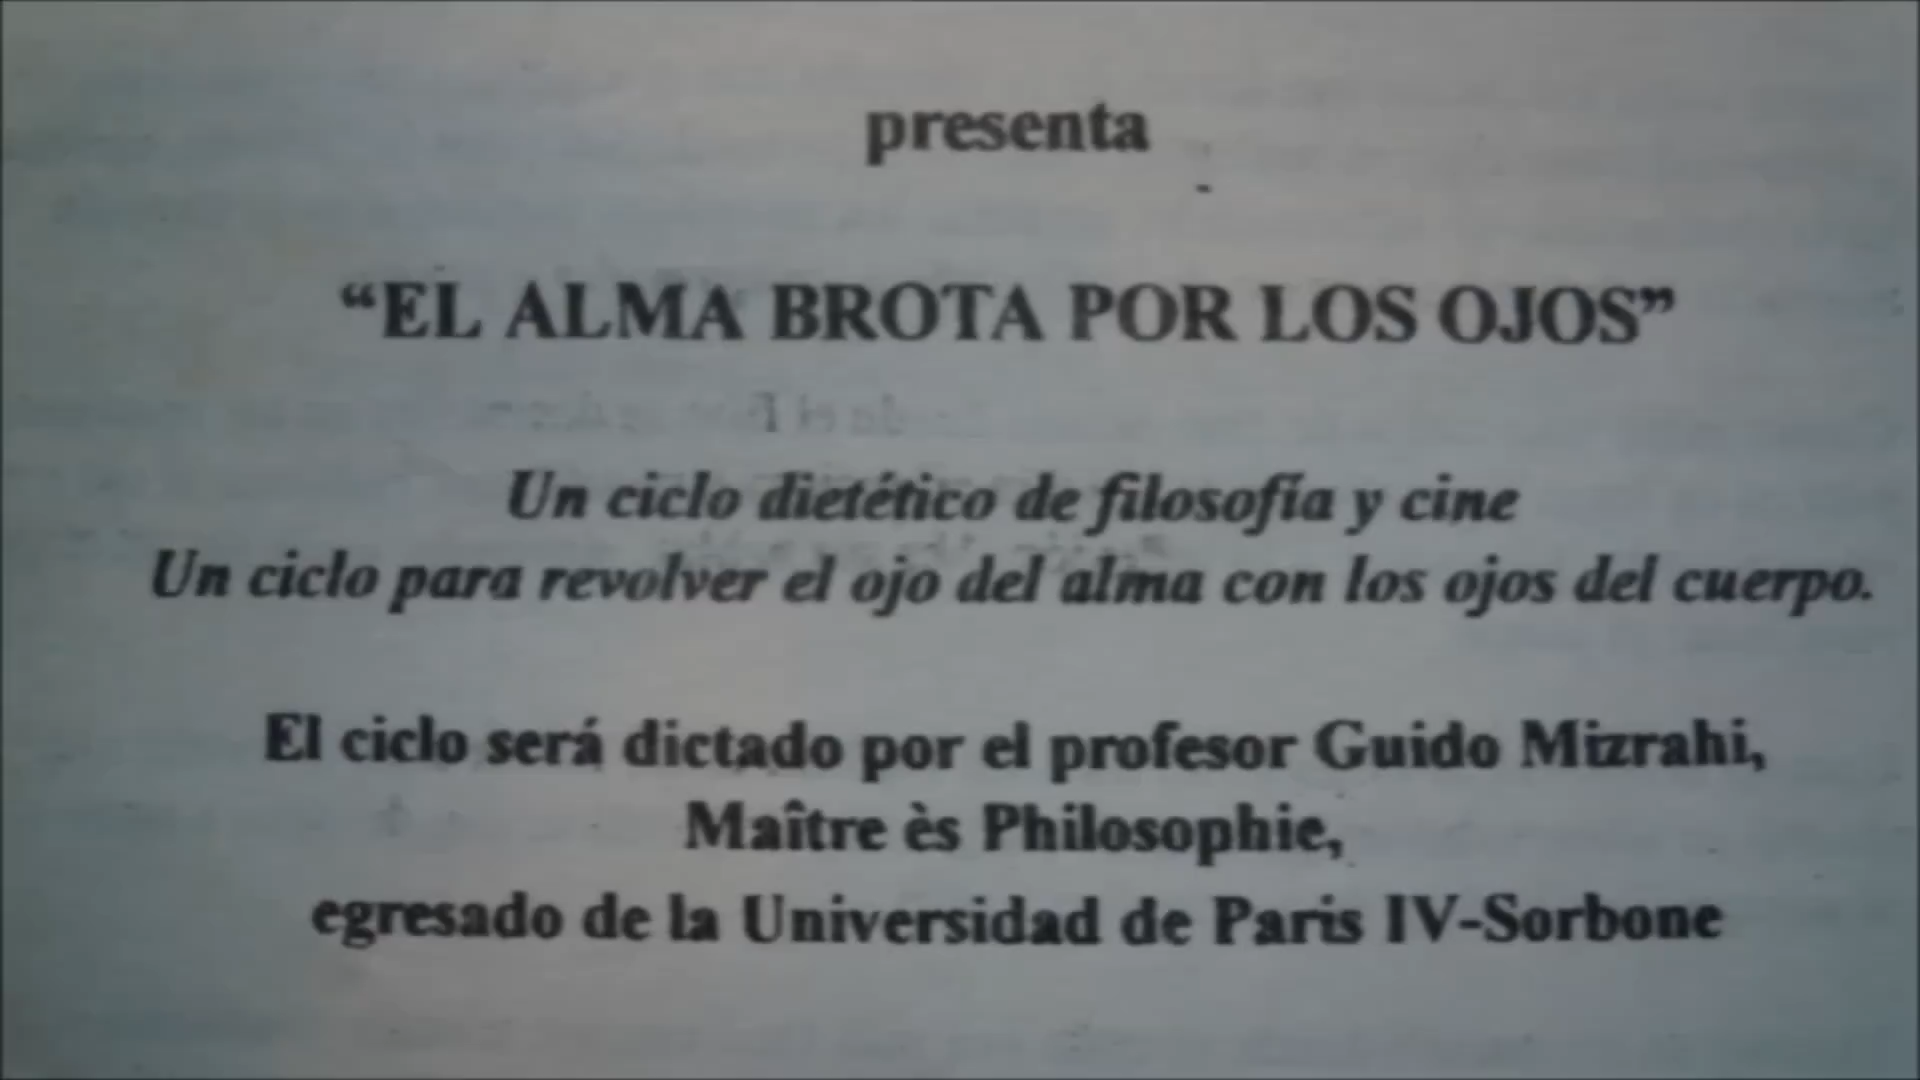 presenta
“EL ALMA BROTA POR LOS OJOS”
Un ciclo dietético de filosofía y cine
Un ciclo para revolver el ojo del alma con los ojos del cuerpo.
El ciclo será dictado por el profesor Guido Mizrahi,
Maître ès Philosophie,
egresado de la Universidad de Paris IV-Sorbone